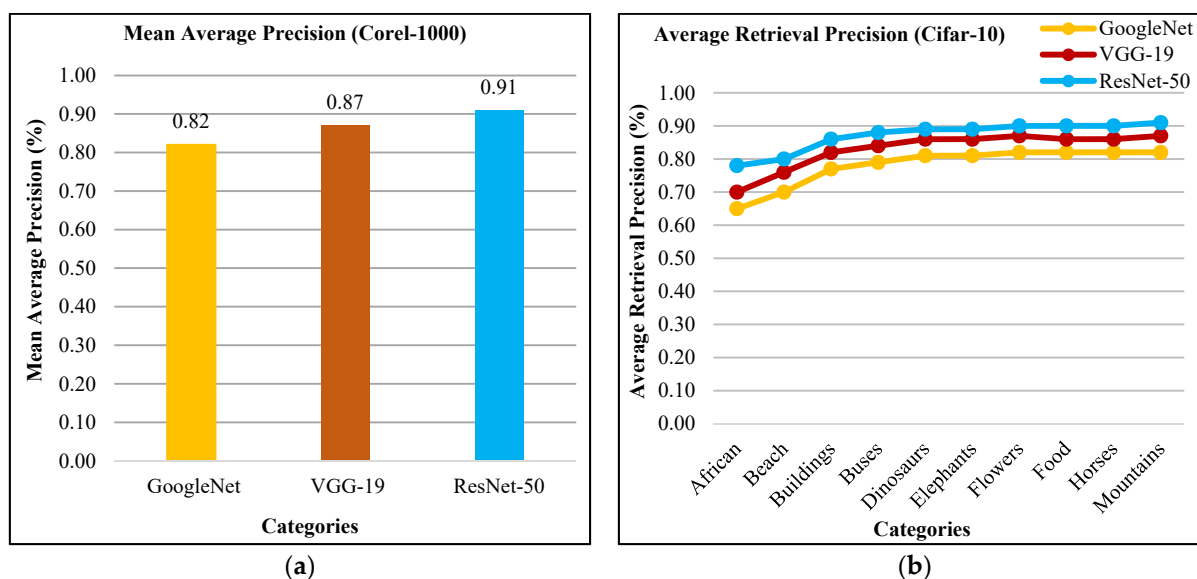 Mean Average Precision (Corel-1000)
Mean Average Precision (%)
1.00
0.90
0.80
0.70
0.60
0.50
0.40
0.30
0.20
0.10
0.00
0.82
0.87
0.91
GoogleNet
VGG-19
ResNet-50
Categories
(a)
Average Retrieval Precision (Cifar-10)
GoogleNet
VGG-19
ResNet-50
Average Retrieval Precision (%)
1.00
0.90
0.80
0.70
0.60
0.50
0.40
0.30
0.20
0.10
0.00
African
Beach
Buildings
Buses
Dinosaurs
Elephants
Flowers
Food
Horses
Mountains
Categories
(b)